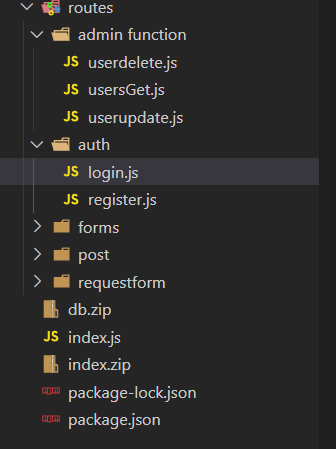 routes
admin function
JS userdelete.js
JS usersGet.js
JS userupdate.js
auth
JS login.js
JS register.js
forms
post
requestform
db.zip
JS index.js
index.zip
package-lock.json
package.json